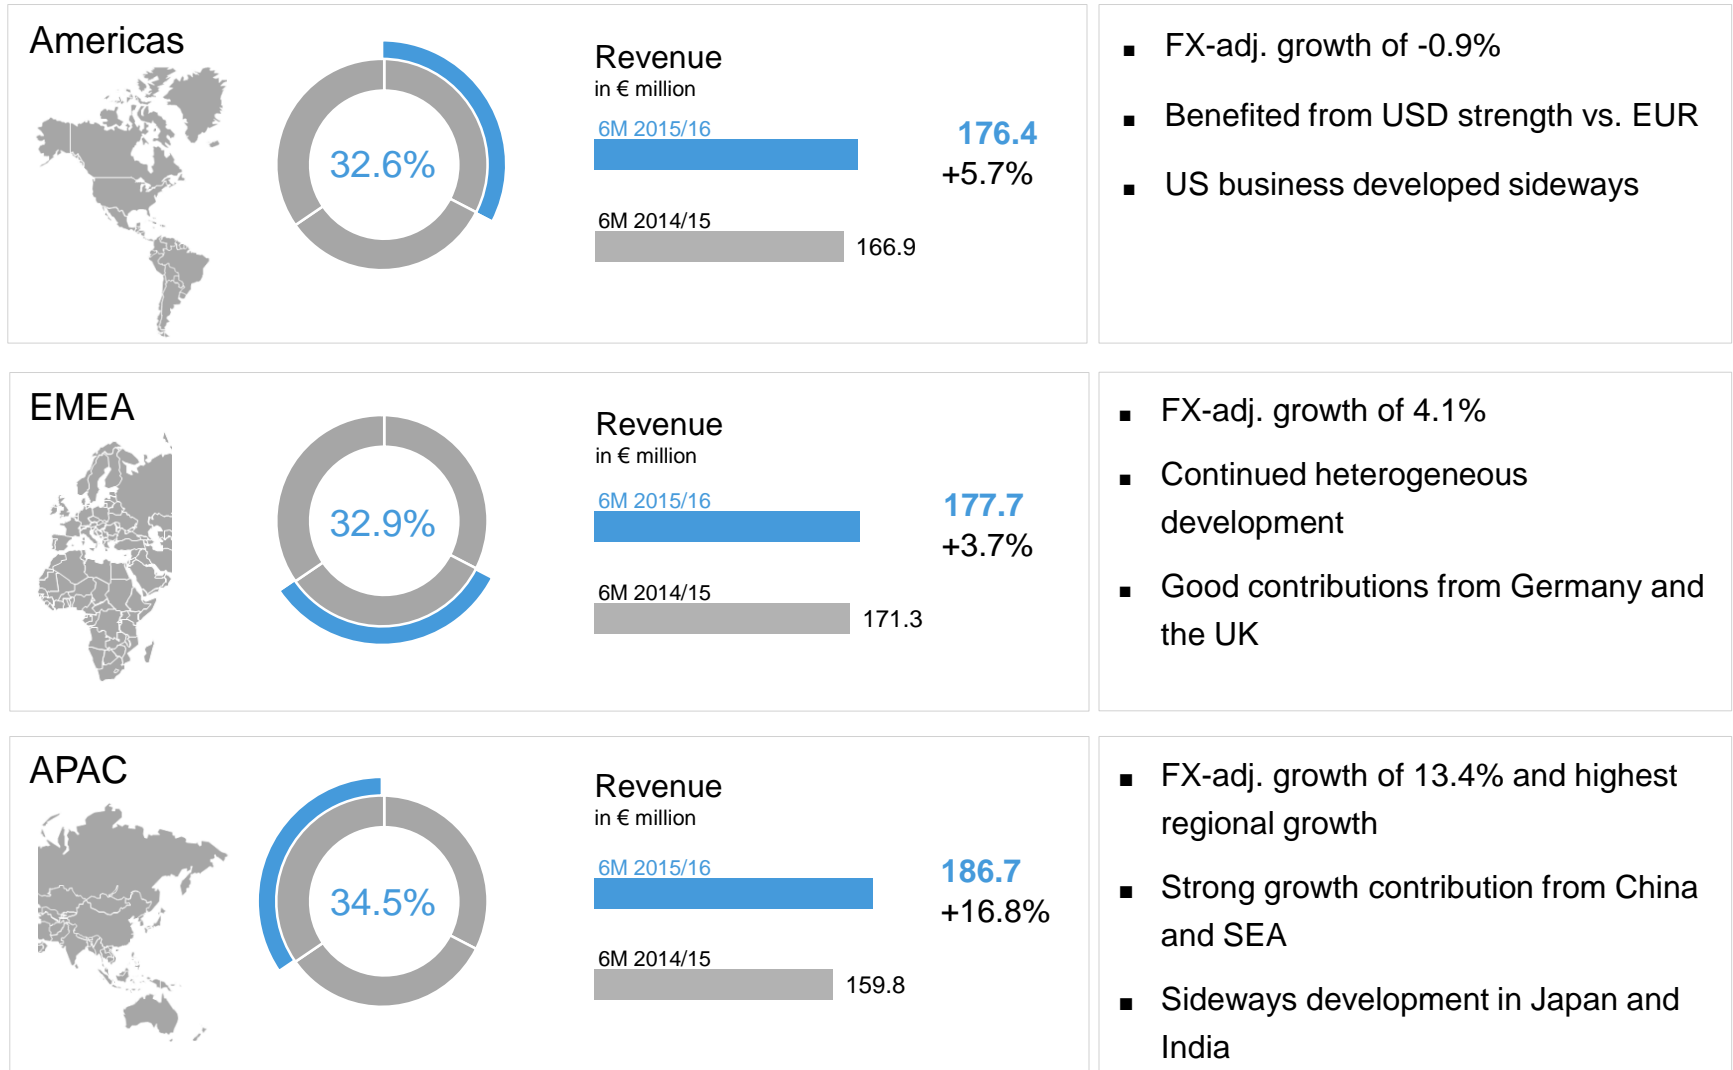 Americas
32.6%
Revenue
in € million
6M 2015/16
176.4
+5.7%
6M 2014/15
166.9
▪ FX-adj. growth of -0.9%
▪ Benefited from USD strength vs. EUR
▪ US business developed sideways
EMEA
32.9%
Revenue
in € million
6M 2015/16
177.7
+3.7%
6M 2014/15
171.3
▪ FX-adj. growth of 4.1%
▪ Continued heterogeneous
development
▪ Good contributions from Germany and
the UK
APAC
34.5%
Revenue
in € million
6M 2015/16
186.7
+16.8%
6M 2014/15
159.8
▪ FX-adj. growth of 13.4% and highest
regional growth
▪ Strong growth contribution from China
and SEA
▪ Sideways development in Japan and
India